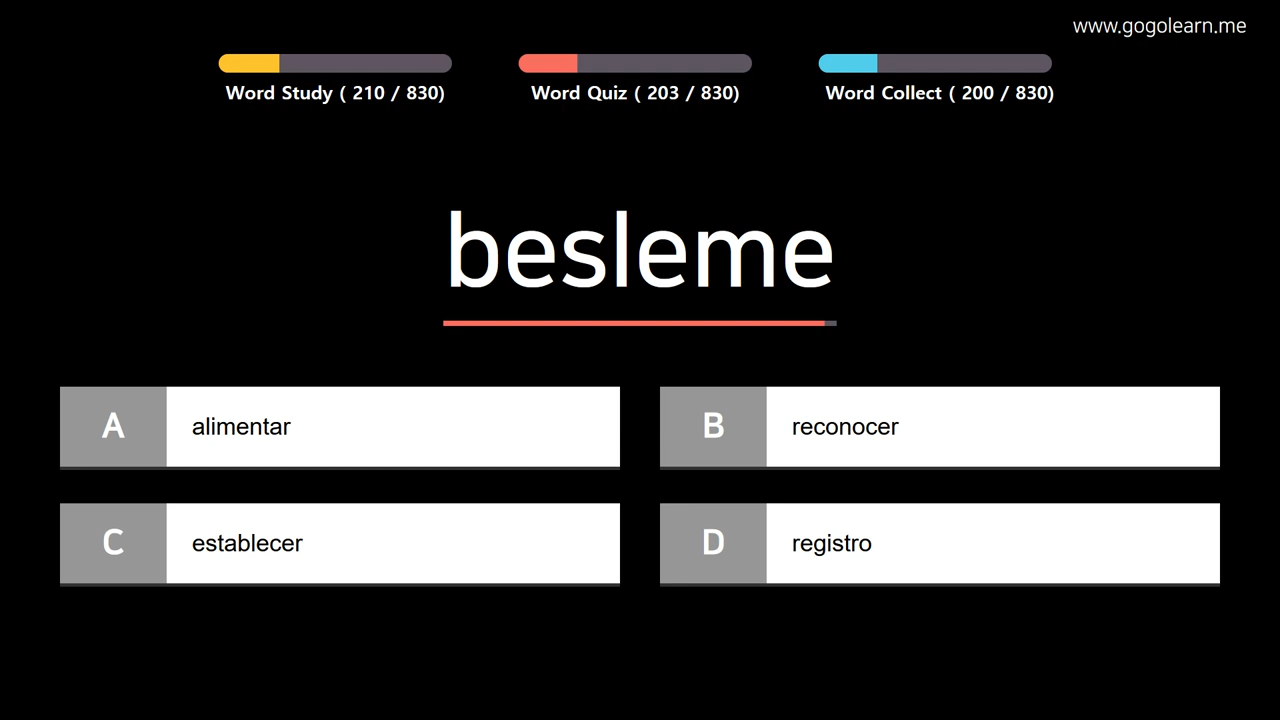 www.gogolearn.me
Word Study ( 210 / 830)
Word Quiz ( 203 / 830)
Word Collect ( 200 / 830)
besleme
A alimentar
B reconocer
C establecer
D registro